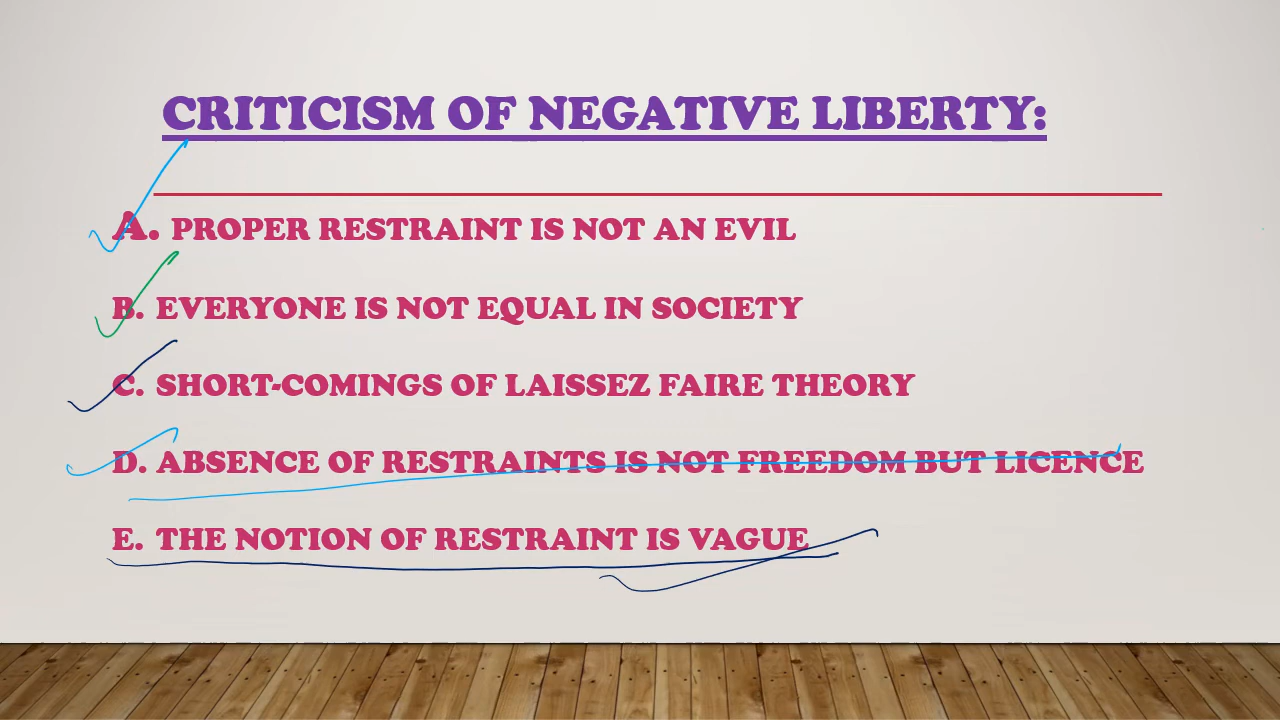 CRITICISM OF NEGATIVE LIBERTY:
A. PROPER RESTRAINT IS NOT AN EVIL
B. EVERYONE IS NOT EQUAL IN SOCIETY
C. SHORT-COMINGS OF LAISSEZ FAIRE THEORY
D. ABSENCE OF RESTRAINTS IS NOT FREEDOM BUT LICENCE
E. THE NOTION OF RESTRAINT IS VAGUE